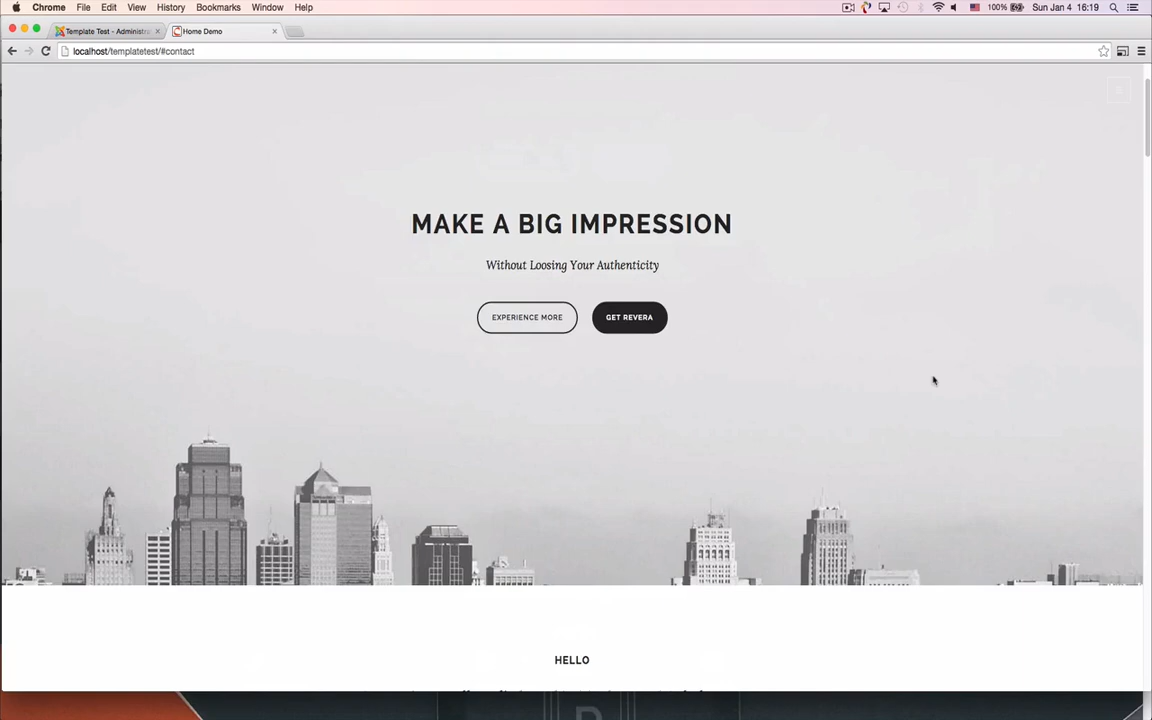 Chrome File Edit View History Bookmarks Window Help 100% Sun Jan 4 16:19
Template Test - Administra Home Demo
localhost/templatetest/#contact
MAKE A BIG IMPRESSION
Without Loosing Your Authenticity
EXPERIENCE MORE GET REVERA
HELLO